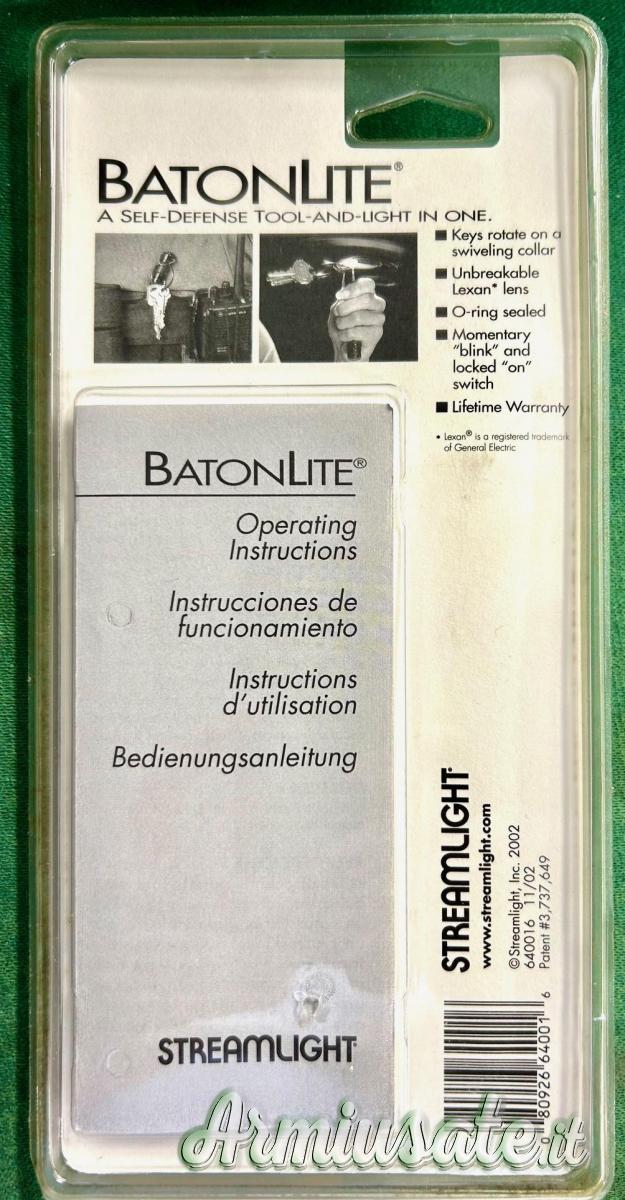 BATONLITE®
A SELF-DEFENSE TOOL-AND-LIGHT IN ONE.
■ Keys rotate on a
swiveling collar
■ Unbreakable
Lexan* lens
■ O-ring sealed
■ Momentary
"blink" and
locked "on"
switch
■ Lifetime Warranty
* Lexan® is a registered trademark
of General Electric
BATONLITE®
Operating
Instructions
Instrucciones de
funcionamiento
Instructions
d'utilisation
Bedienungsanleitung
STREAMLIGHT
STREAMLIGHT®
www.streamlight.com
©Streamlight, Inc. 2002
640016 11/02
Patent #3,737,649
0 80926 64001 6
Armiusate.it